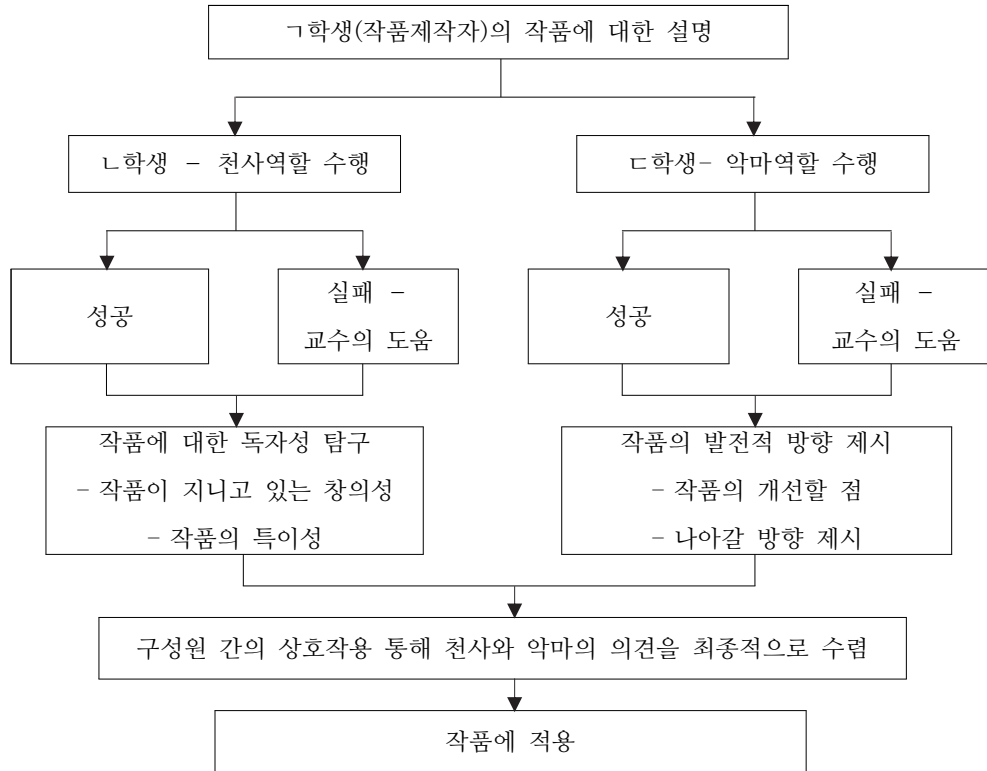 ㄱ학생(작품제작자)의 작품에 대한 설명
ㄴ학생 - 천사역할 수행
ㄷ학생- 악마역할 수행
성공
실패 -
교수의 도움
성공
실패 -
교수의 도움
작품에 대한 독자성 탐구
- 작품이 지니고 있는 창의성
- 작품의 특이성
작품의 발전적 방향 제시
- 작품의 개선할 점
- 나아갈 방향 제시
구성원 간의 상호작용 통해 천사와 악마의 의견을 최종적으로 수렴
작품에 적용